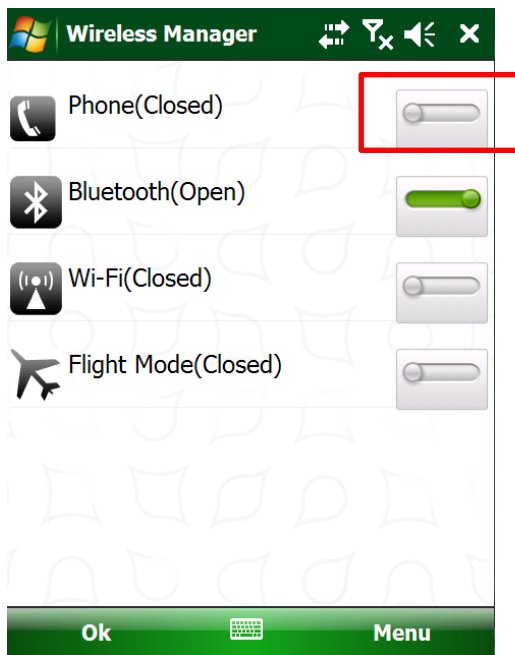 Wireless Manager
Phone(Closed)
Bluetooth(Open)
Wi-Fi(Closed)
Flight Mode(Closed)
Ok
Menu